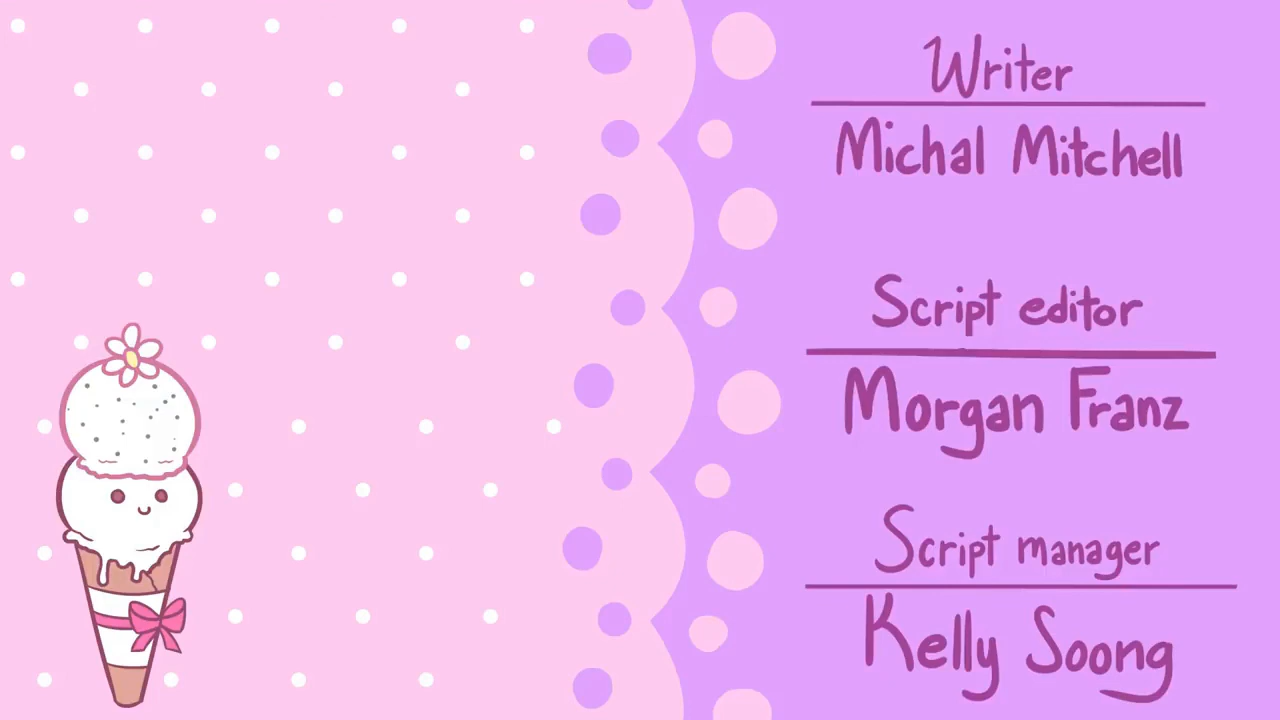 Writer
Michal Mitchell
Script editor
Morgan Franz
Script manager
Kelly Soong